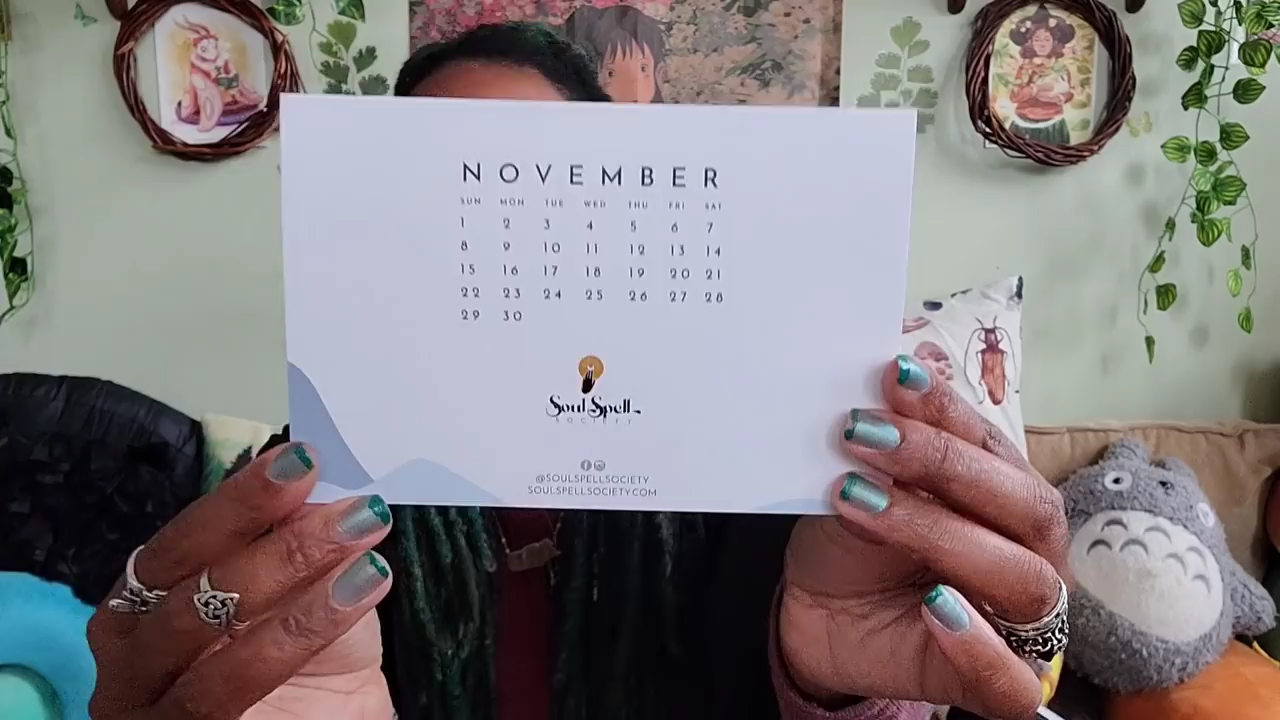 NOVEMBER
SUN MON TUE WED THU FRI SAT
1 2 3 4 5 6 7
8 9 10 11 12 13 14
15 16 17 18 19 20 21
22 23 24 25 26 27 28
29 30
Soul Spell
SOCIETY
@SOULSPELLSOCIETY
SOULSPELLSOCIETY.COM